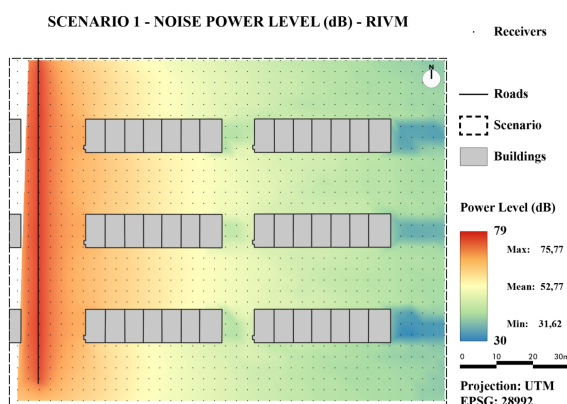 SCENARIO 1 - NOISE POWER LEVEL (dB) - RIVM
Receivers
N
Roads
Scenario
Buildings
Power Level (dB)
79
Max: 75,77
Mean: 52,77
Min: 31,62
30
0 10 20 30m
Projection: UTM
EPSG: 28992